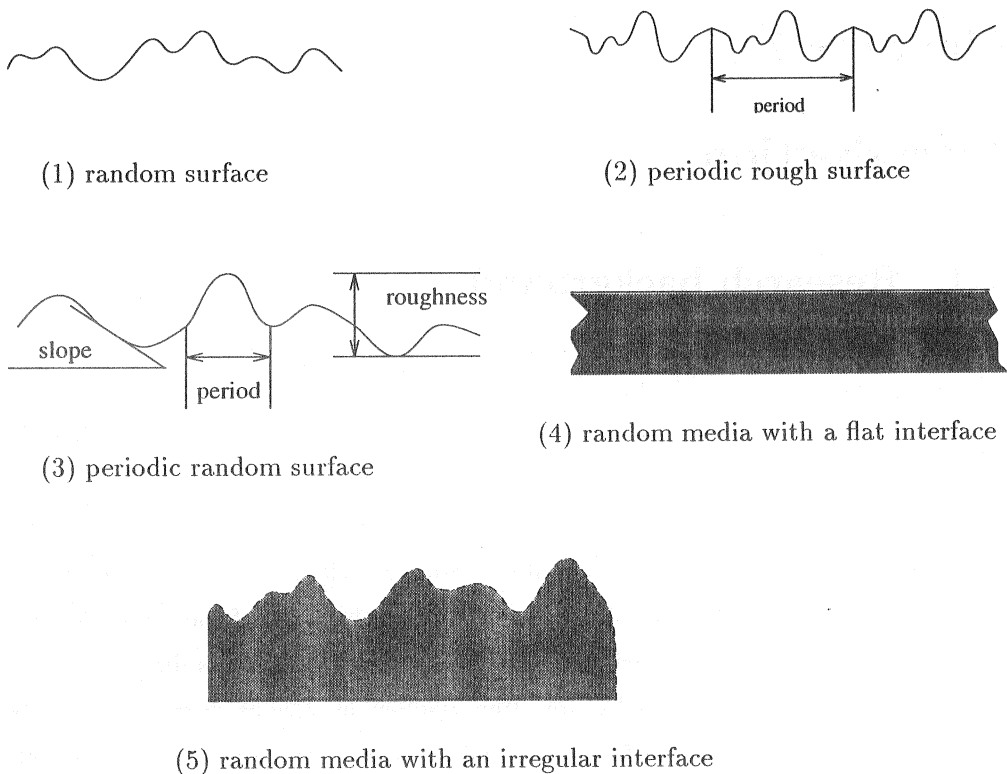 period
(1) random surface
(2) periodic rough surface
roughness
slope
period
(3) periodic random surface
(4) random media with a flat interface
(5) random media with an irregular interface